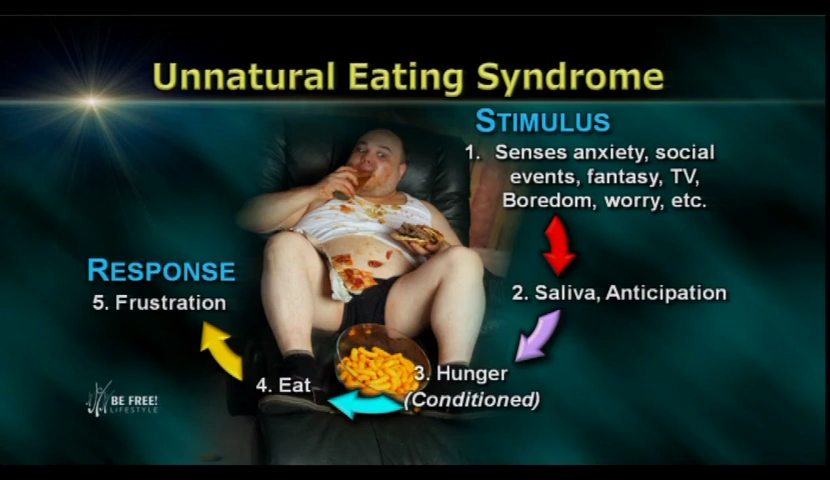 Unnatural Eating Syndrome
STIMULUS
1. Senses anxiety, social
events, fantasy, TV,
Boredom, worry, etc.
2. Saliva, Anticipation
3. Hunger
(Conditioned)
4. Eat
RESPONSE
5. Frustration
BE FREE!
LIFESTYLE